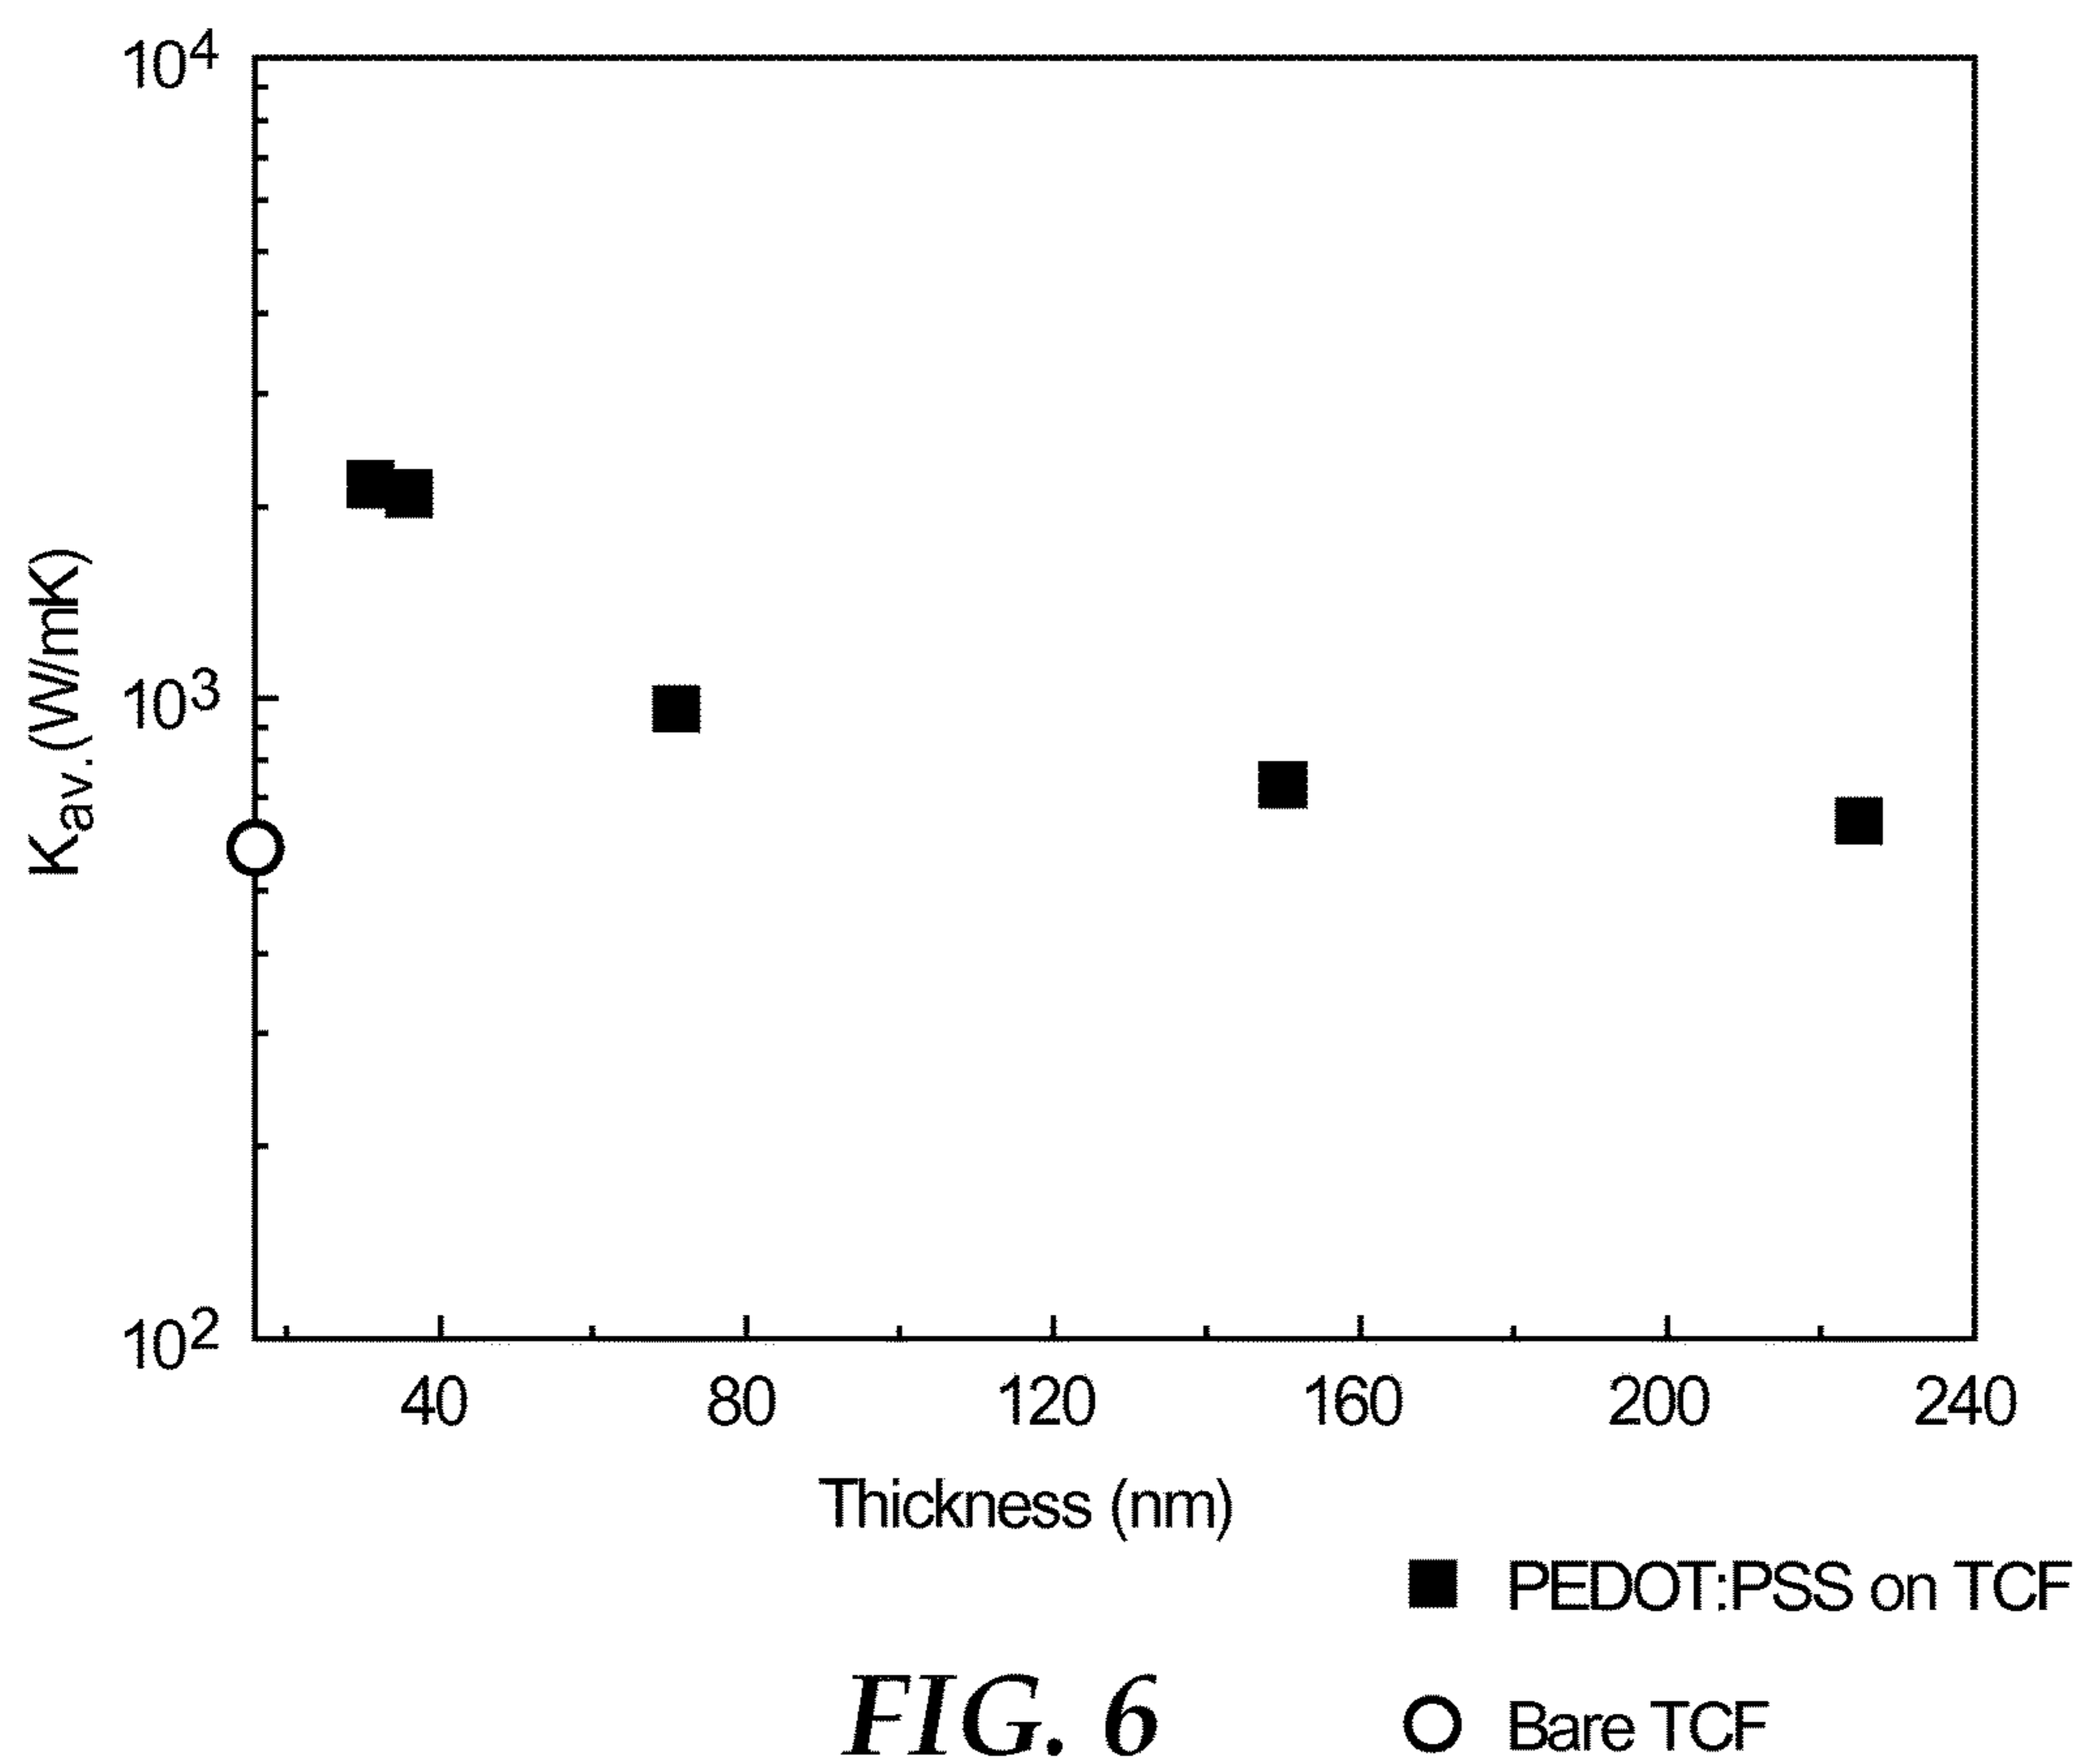 10^4
10^3
10^2
Kav.(W/mK)
40 80 120 160 200 240
Thickness (nm)
PEDOT:PSS on TCF
Bare TCF
FIG. 6